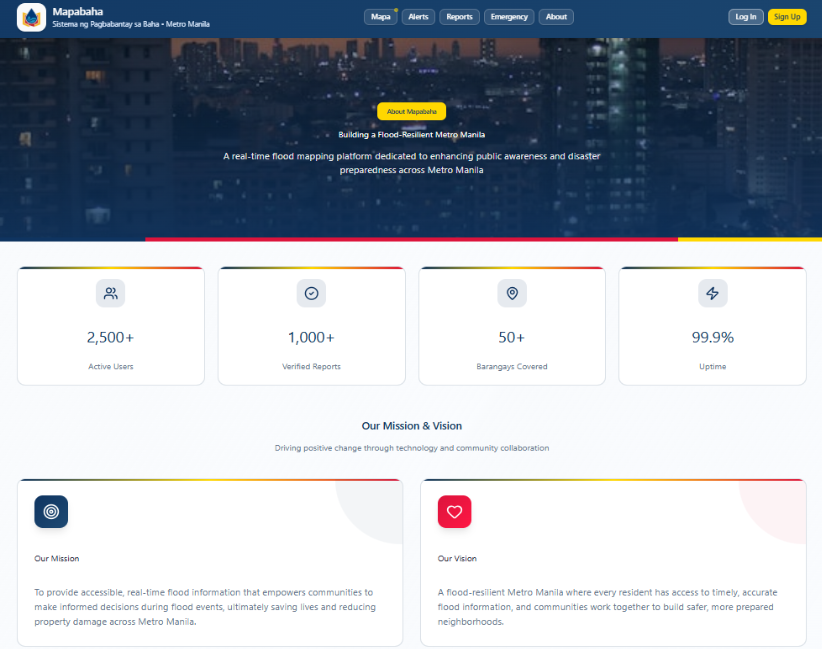 Mapabaha
Sistema ng Pagbabantay sa Baha • Metro Manila
Mapa
Alerts
Reports
Emergency
About
Log In
Sign Up
About Mapabaha
Building a Flood-Resilient Metro Manila
A real-time flood mapping platform dedicated to enhancing public awareness and disaster
preparedness across Metro Manila
2,500+
Active Users
1,000+
Verified Reports
50+
Barangays Covered
99.9%
Uptime
Our Mission & Vision
Driving positive change through technology and community collaboration
Our Mission
To provide accessible, real-time flood information that empowers communities to
make informed decisions during flood events, ultimately saving lives and reducing
property damage across Metro Manila.
Our Vision
A flood-resilient Metro Manila where every resident has access to timely, accurate
flood information, and communities work together to build safer, more prepared
neighborhoods.